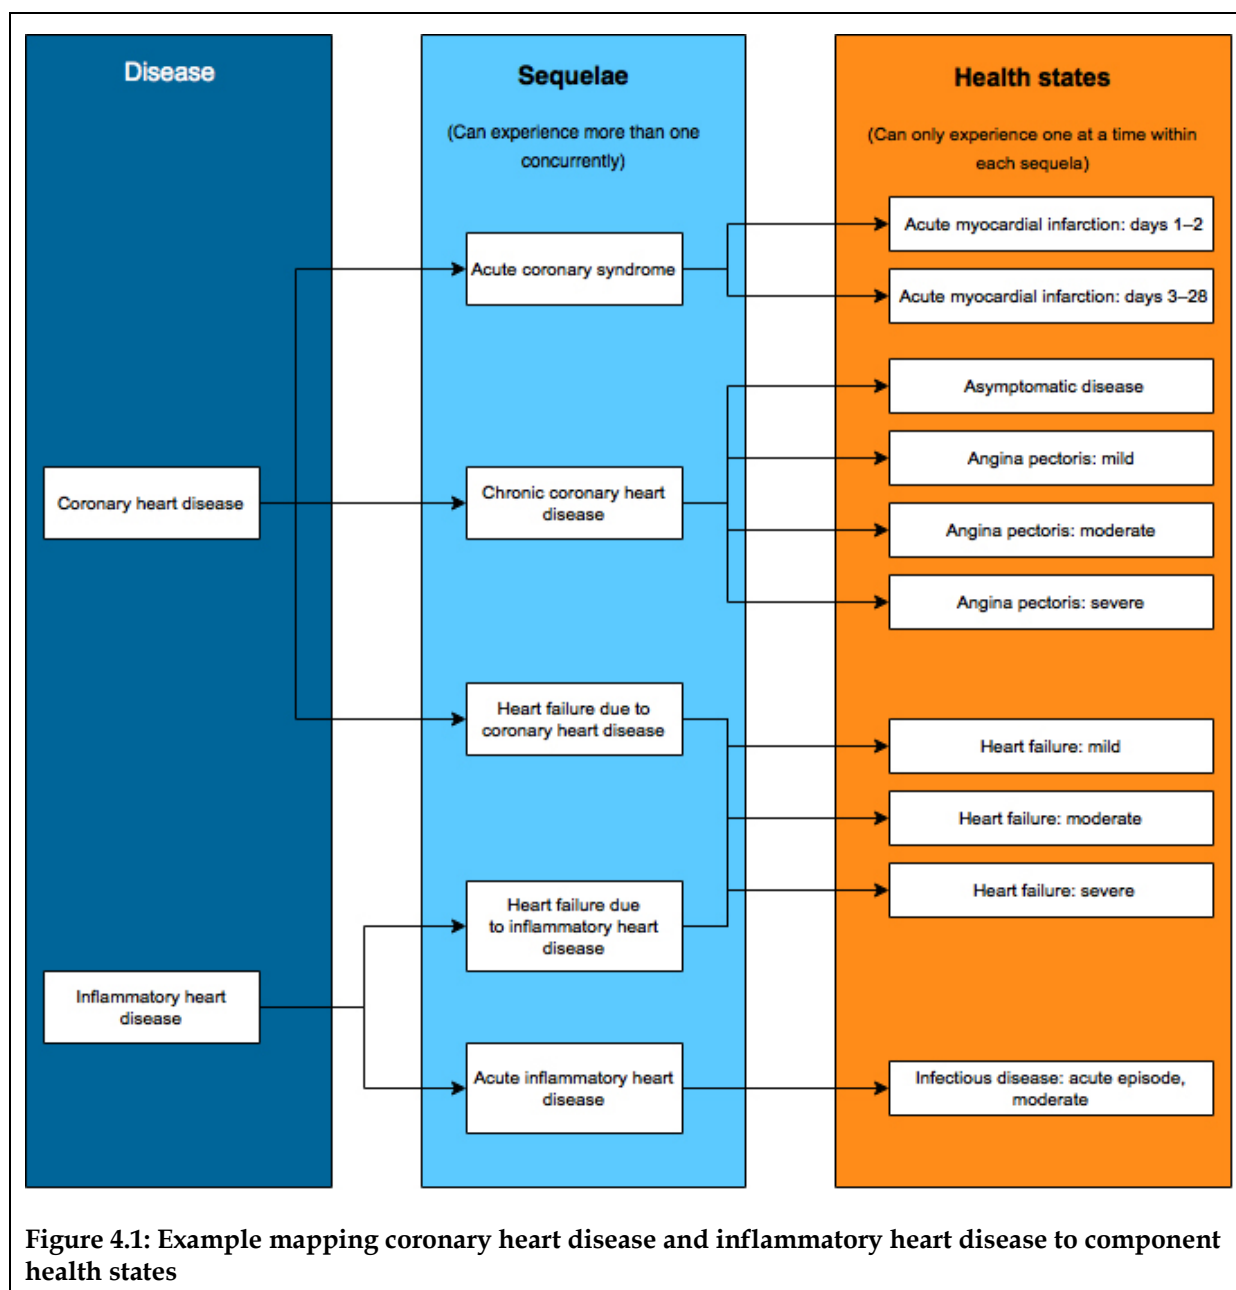 Disease
Sequelae
(Can experience more than one
concurrently)
Health states
(Can only experience one at a time within
each sequela)
Coronary heart disease
Inflammatory heart
disease
Acute coronary syndrome
Chronic coronary heart
disease
Heart failure due to
coronary heart disease
Heart failure due
to inflammatory heart
disease
Acute inflammatory heart
disease
Acute myocardial infarction: days 1–2
Acute myocardial infarction: days 3–28
Asymptomatic disease
Angina pectoris: mild
Angina pectoris: moderate
Angina pectoris: severe
Heart failure: mild
Heart failure: moderate
Heart failure: severe
Infectious disease: acute episode,
moderate
Figure 4.1: Example mapping coronary heart disease and inflammatory heart disease to component
health states